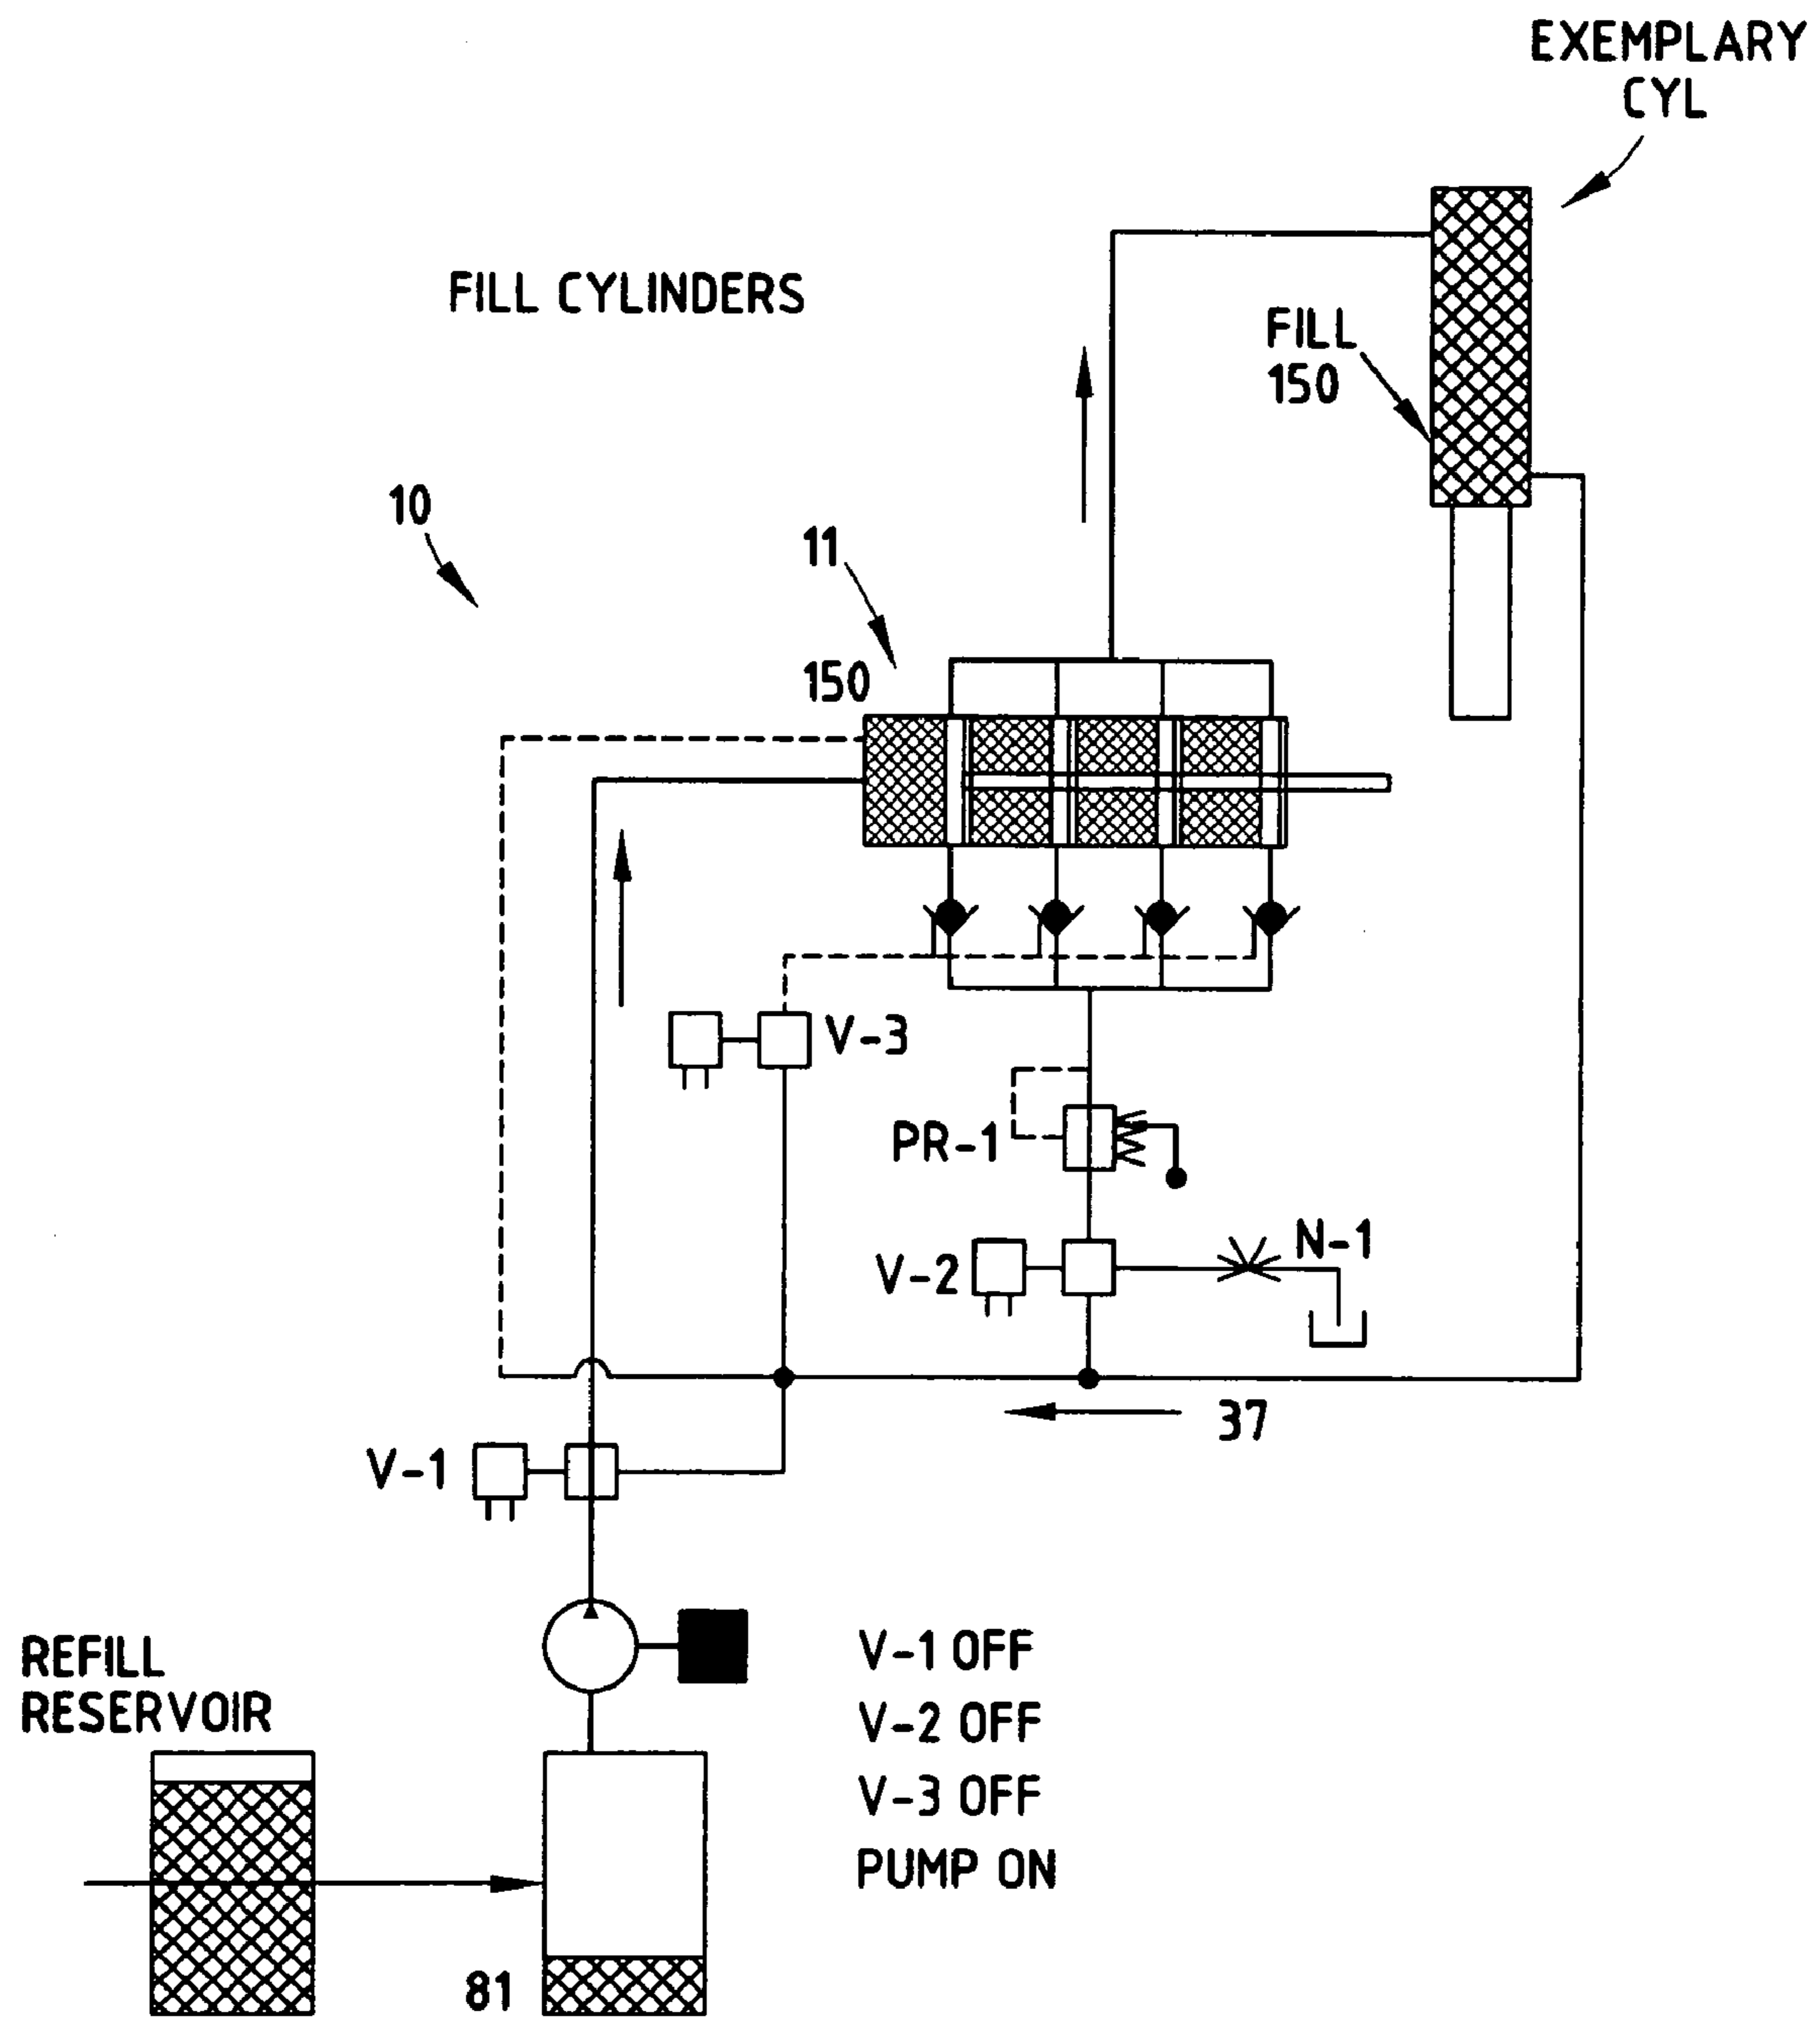 EXEMPLARY
CYL
FILL CYLINDERS
FILL
150
10
11
150
V-3
PR-1
V-2
N-1
37
V-1
REFILL
RESERVOIR
V-1 OFF
V-2 OFF
V-3 OFF
PUMP ON
81